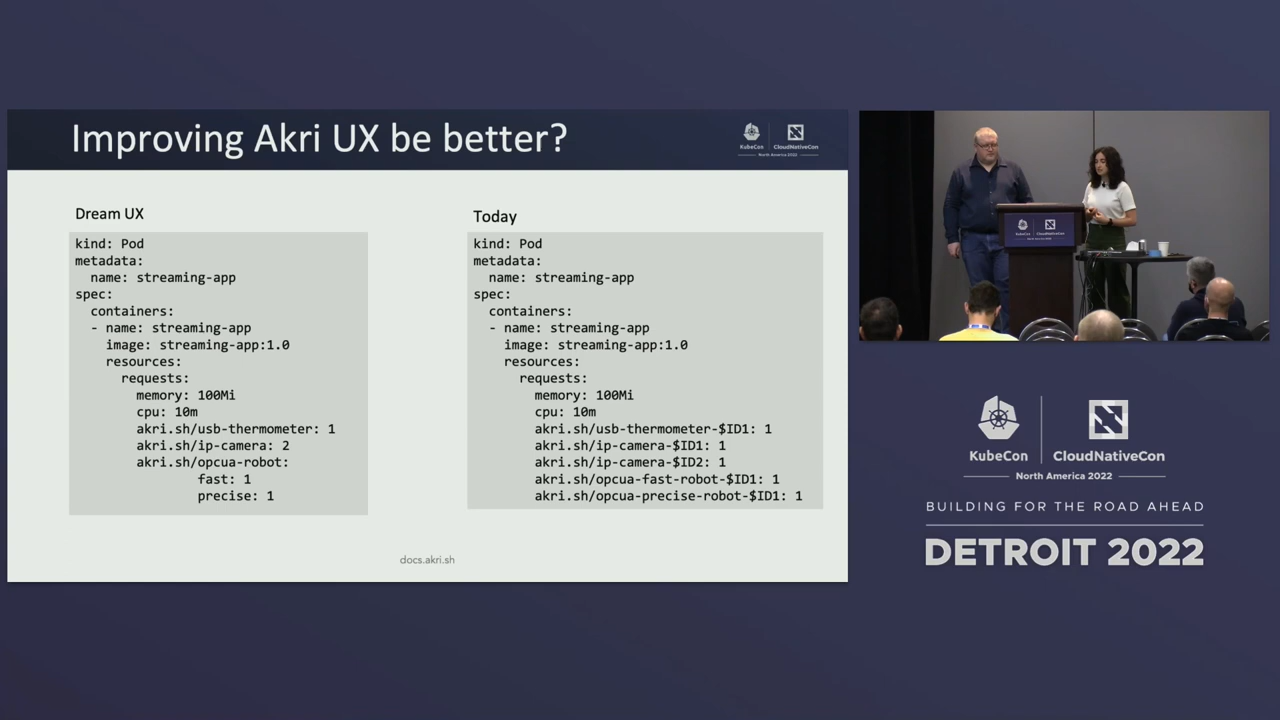 Improving Akri UX be better?
KubeCon
CloudNativeCon
North America 2022
Dream UX
kind: Pod
metadata:
name: streaming-app
spec:
containers:
- name: streaming-app
image: streaming-app:1.0
resources:
requests:
memory: 100Mi
cpu: 10m
akri.sh/usb-thermometer: 1
akri.sh/ip-camera: 2
akri.sh/opcua-robot:
fast: 1
precise: 1
Today
kind: Pod
metadata:
name: streaming-app
spec:
containers:
- name: streaming-app
image: streaming-app:1.0
resources:
requests:
memory: 100Mi
cpu: 10m
akri.sh/usb-thermometer-$ID1: 1
akri.sh/ip-camera-$ID1: 1
akri.sh/ip-camera-$ID2: 1
akri.sh/opcua-fast-robot-$ID1: 1
akri.sh/opcua-precise-robot-$ID1: 1
docs.akri.sh
KubeCon
CloudNativeCon
KubeCon
CloudNativeCon
North America 2022
BUILDING FOR THE ROAD AHEAD
DETROIT 2022